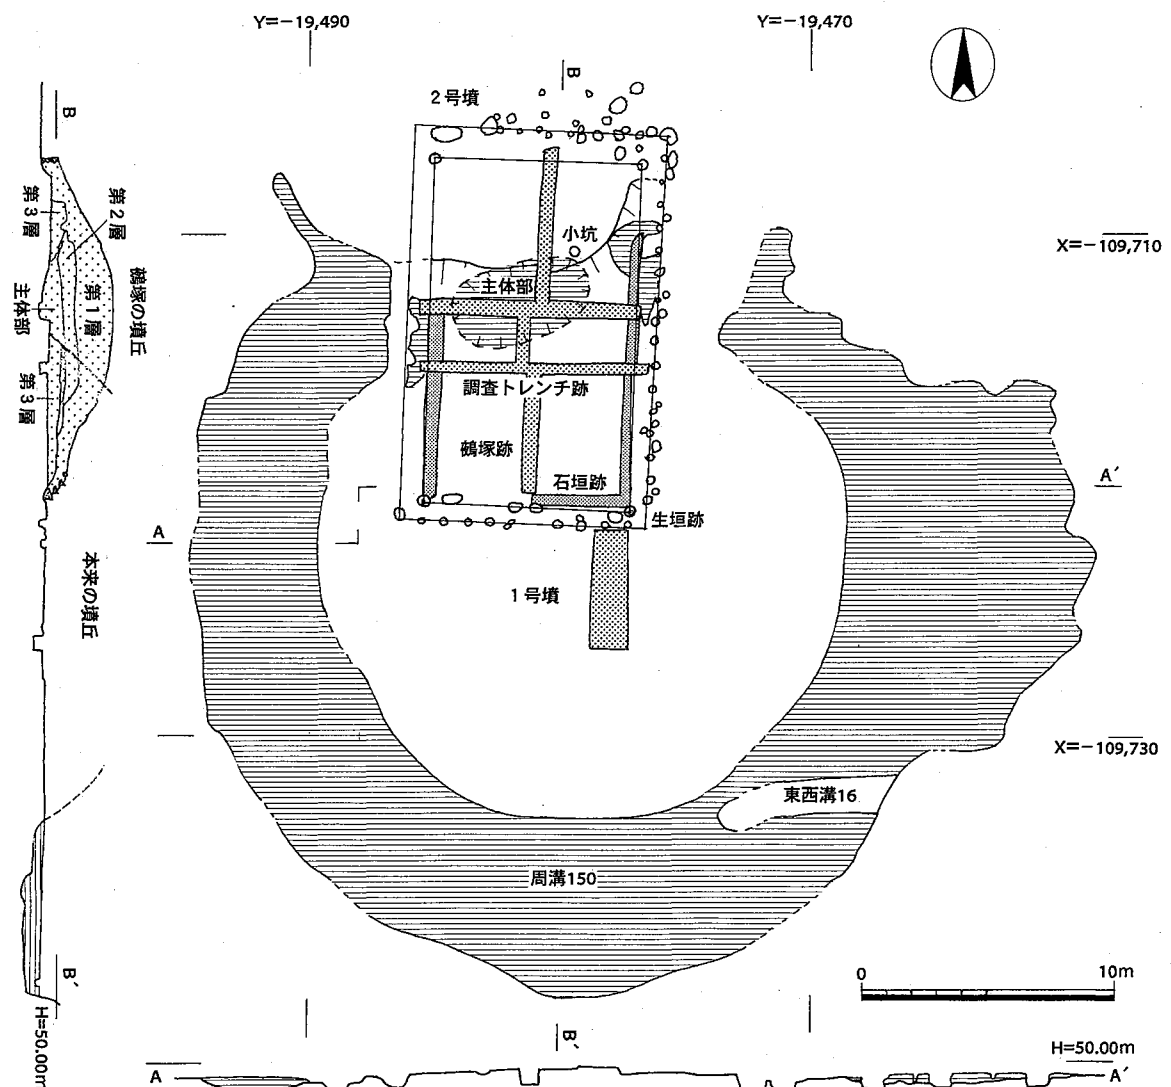 Y=-19,490
Y=-19,470
B
2号墳
B
第3層
第2層
小坑
X=-109,710
主体部
主体部
第1層
鵺塚の墳丘
第3層
調査トレンチ跡
鵺塚跡
石垣跡
A′
生垣跡
A
1号墳
本来の墳丘
X=-109,730
東西溝16
周溝150
0
10m
B′
H=50.00m
B′
H=50.00m
A
A′